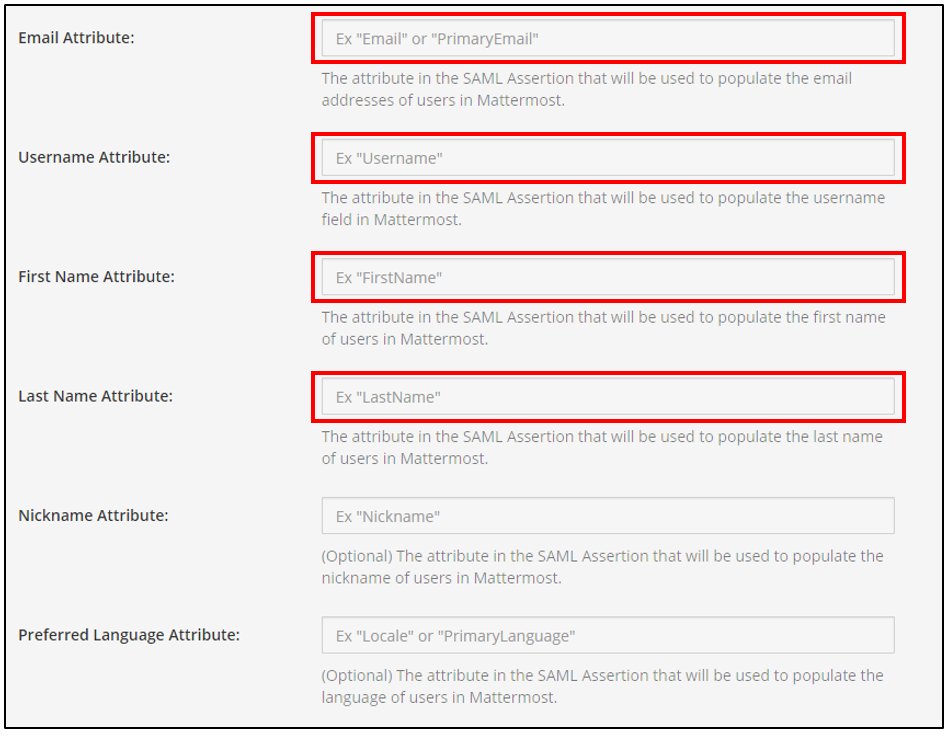 Email Attribute:
Ex "Email" or "PrimaryEmail"
The attribute in the SAML Assertion that will be used to populate the email
addresses of users in Mattermost.
Username Attribute:
Ex "Username"
The attribute in the SAML Assertion that will be used to populate the username
field in Mattermost.
First Name Attribute:
Ex "FirstName"
The attribute in the SAML Assertion that will be used to populate the first name
of users in Mattermost.
Last Name Attribute:
Ex "LastName"
The attribute in the SAML Assertion that will be used to populate the last name
of users in Mattermost.
Nickname Attribute:
Ex "Nickname"
(Optional) The attribute in the SAML Assertion that will be used to populate the
nickname of users in Mattermost.
Preferred Language Attribute:
Ex "Locale" or "PrimaryLanguage"
(Optional) The attribute in the SAML Assertion that will be used to populate the
language of users in Mattermost.